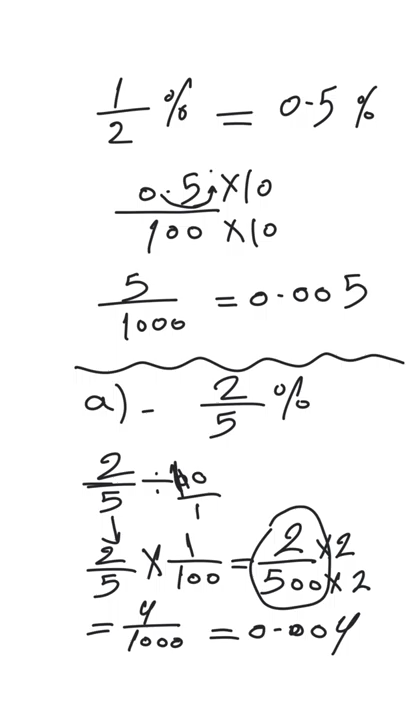 1/2 % = 0.5 %
0.5 × 10 / 100 × 10
5/1000 = 0.005
a) - 2/5 %
2/5 ÷ 100/1
2/5 × 1/100 = 2 × 2 / 500 × 2
= 4/1000 = 0.004